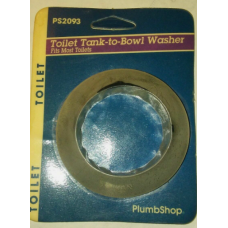 PS2093
Toilet Tank-to-Bowl Washer
Fits Most Toilets
TOILET
TOILET
PlumbShop